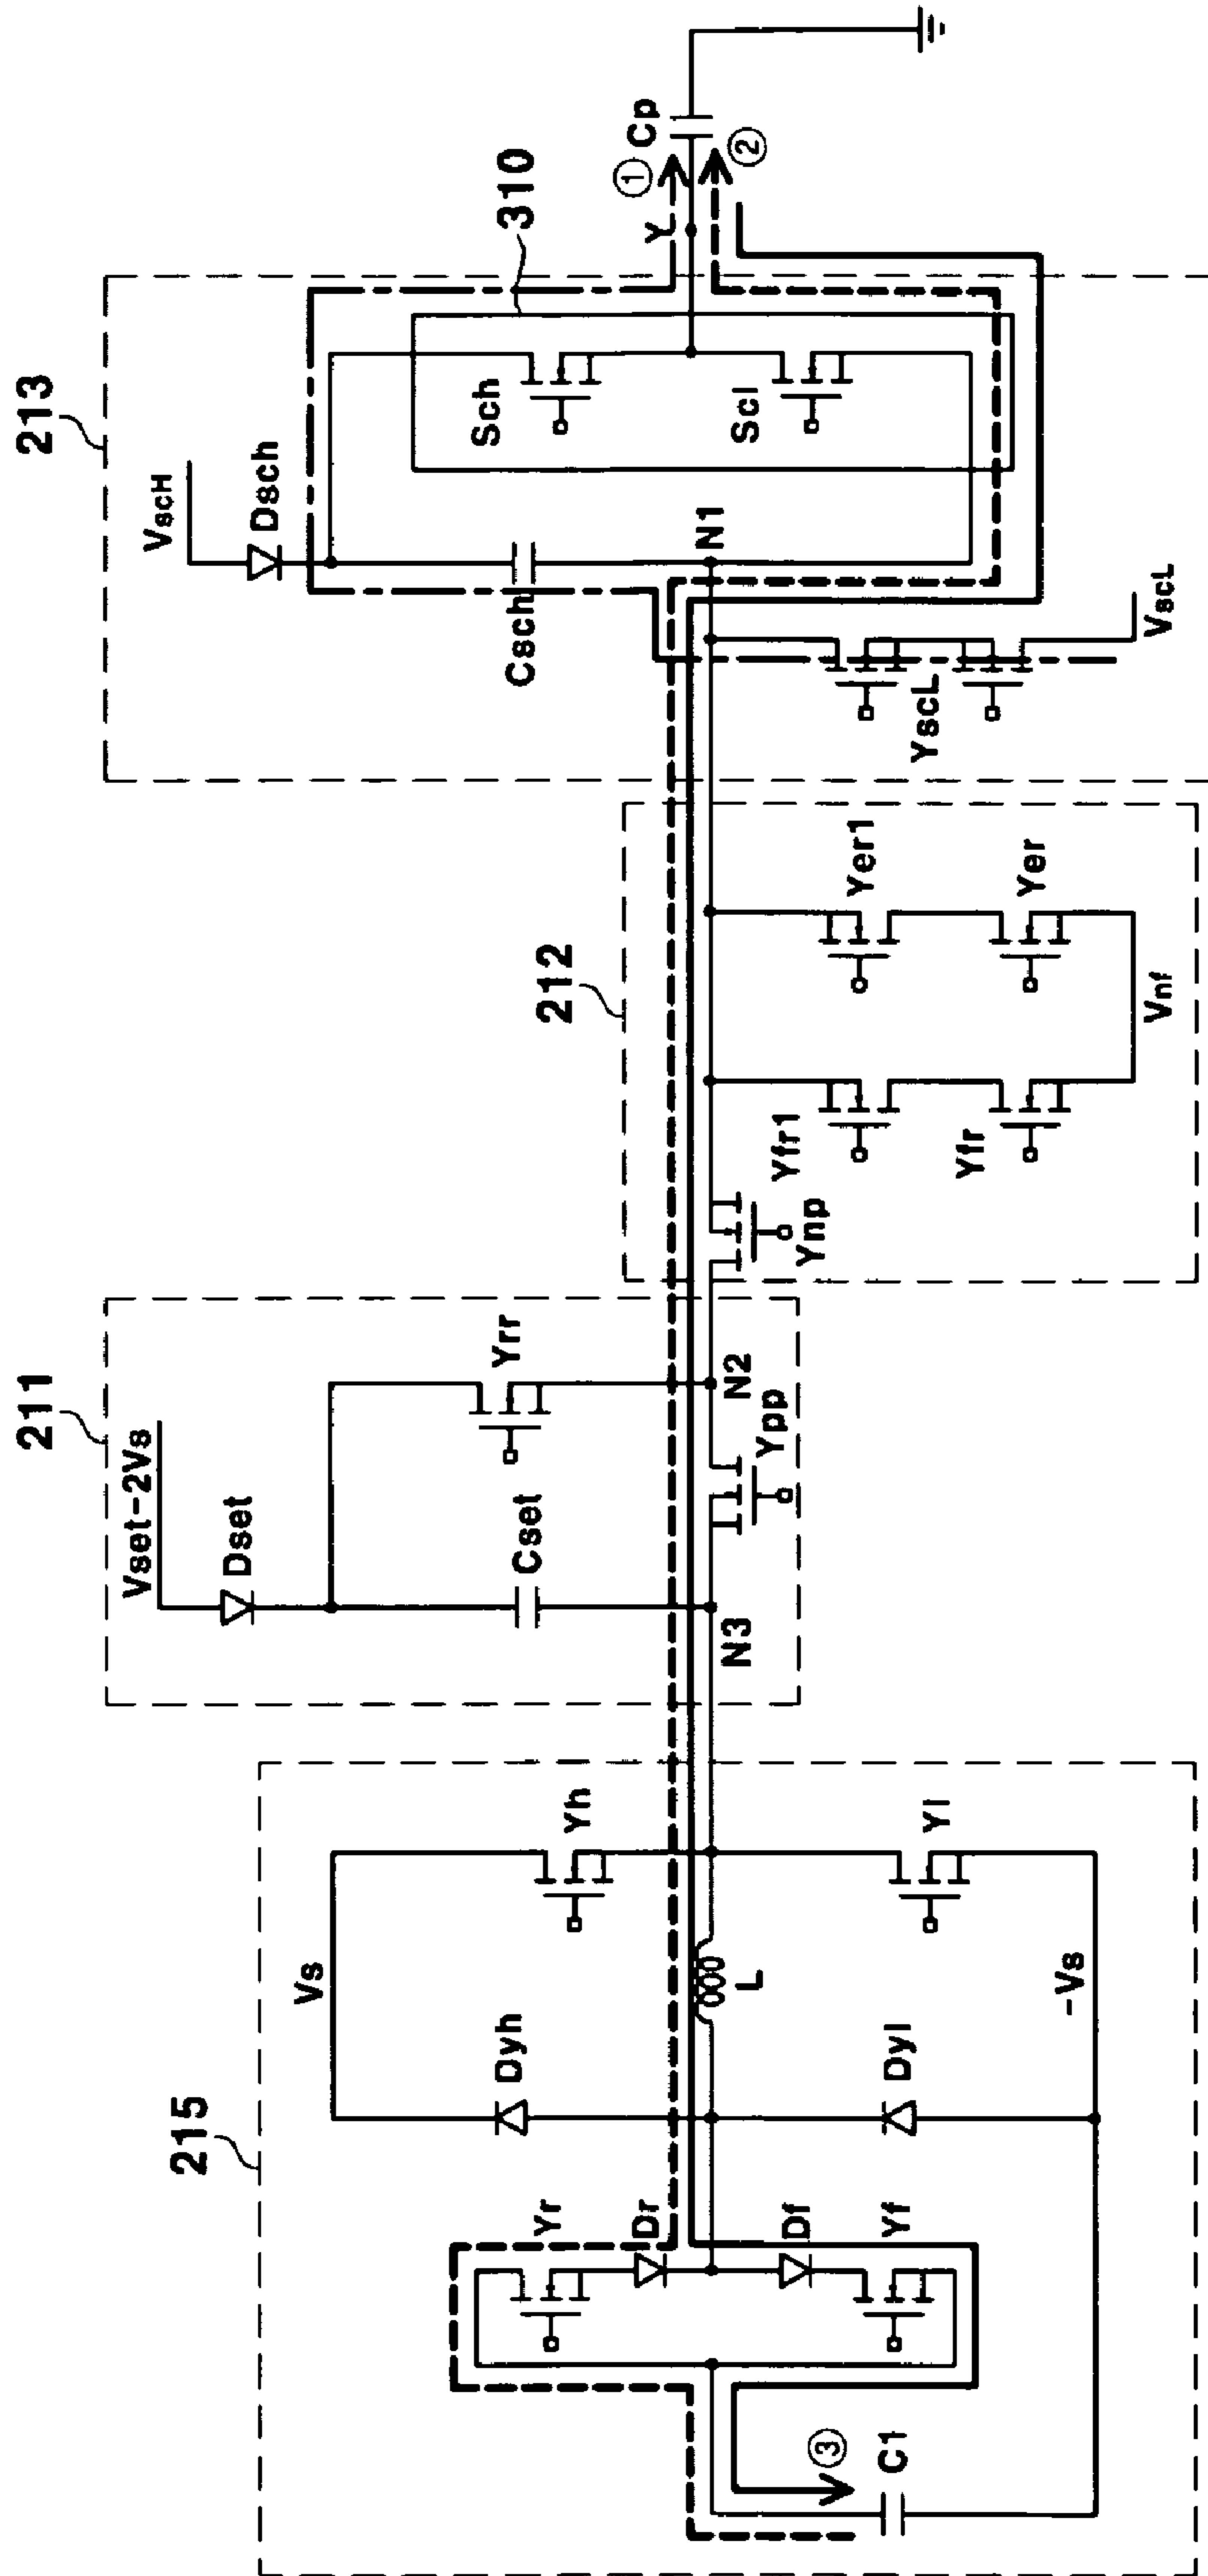 215
Vs
Yr
Dr
Df
Yf
③
C1
Dyh
Dyl
L
Yh
Yl
-Vs
211
Vset-2Vs
Dset
Cset
Yrr
N3
N2
Ypp
212
Ynp
Yfr1
Yfr
Yer1
Yer
Vnf
213
VscH
Dsch
Csch
N1
YscL
VscL
Sch
Scl
310
Y
①
②
Cp